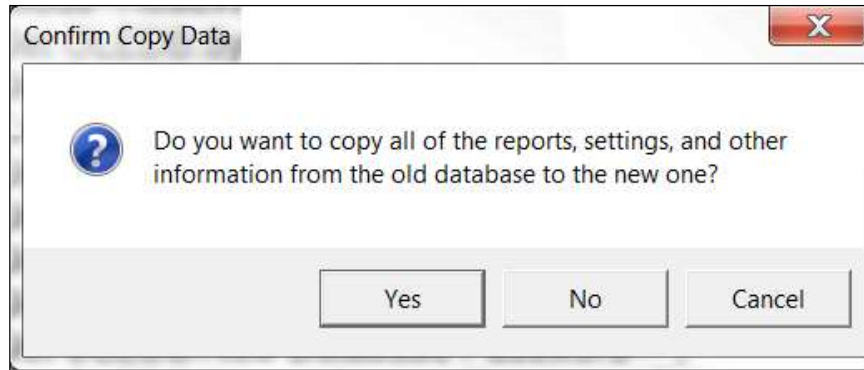 Confirm Copy Data
Do you want to copy all of the reports, settings, and other
information from the old database to the new one?
Yes No Cancel